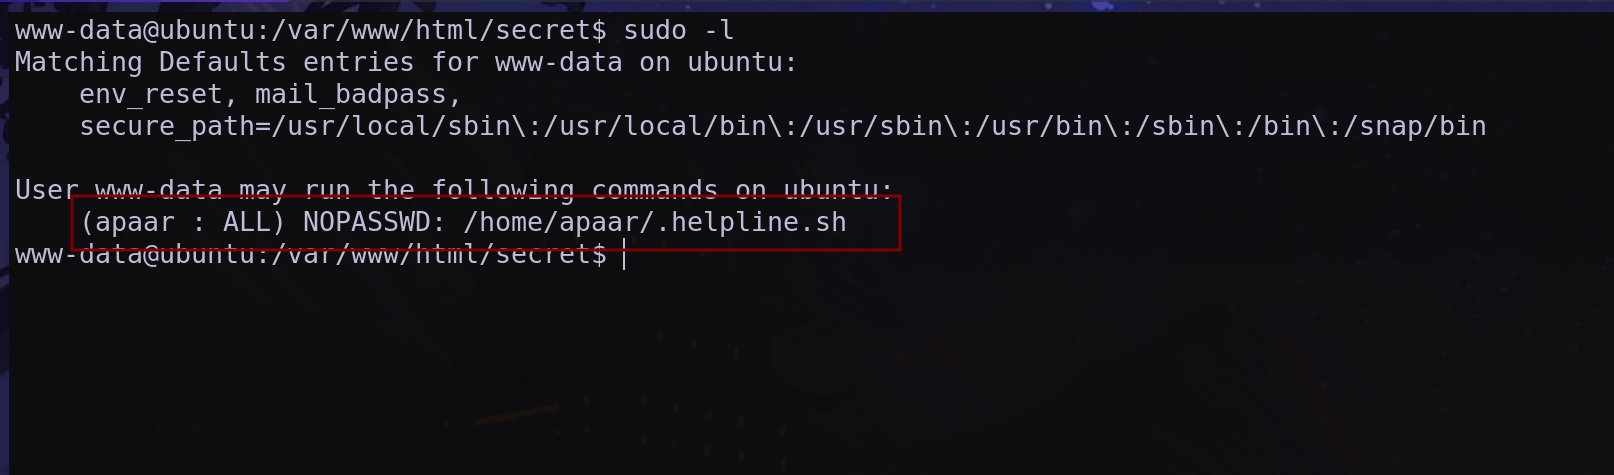 www-data@ubuntu:/var/www/html/secret$ sudo -l
Matching Defaults entries for www-data on ubuntu:
    env_reset, mail_badpass,
    secure_path=/usr/local/sbin\:/usr/local/bin\:/usr/sbin\:/usr/bin\:/sbin\:/bin\:/snap/bin

User www-data may run the following commands on ubuntu:
    (apaar : ALL) NOPASSWD: /home/apaar/.helpline.sh
www-data@ubuntu:/var/www/html/secret$